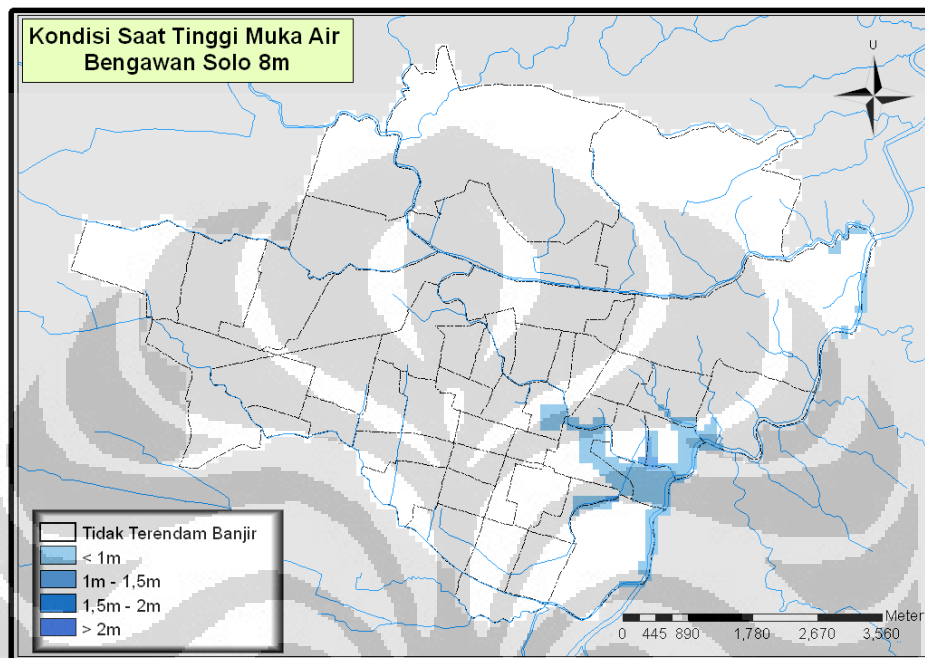 Kondisi Saat Tinggi Muka Air
Bengawan Solo 8m
U
Tidak Terendam Banjir
< 1m
1m - 1,5m
1,5m - 2m
> 2m
Meter
0 445 890 1,780 2,670 3,560